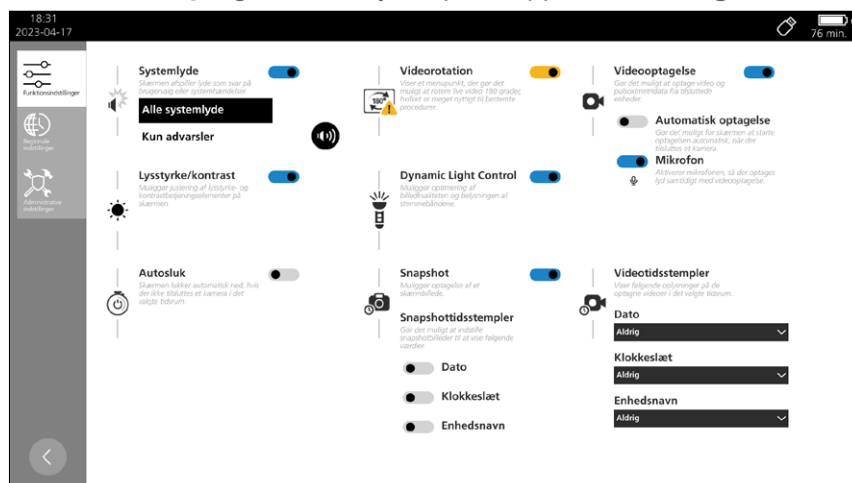 18:31
2023-04-17
76 min.
Funktionsindstillinger
Regionale
indstillinger
Administrative
indstillinger
Systemlyde
Skærmen afspiller lyde som svar på
brugervalg eller systemhændelser.
Alle systemlyde
Kun advarsler
Lysstyrke/kontrast
Muliggør justering af lysstyrke- og
kontrastbetjeningselementer på
skærmen.
Autosluk
Skærmen lukker automatisk ned, hvis
der ikke tilsluttes et kamera i det
valgte tidsrum.
Videorotation
Viser et menupunkt, der gør det
muligt at rotere live video 180 grader,
hvilket er meget nyttigt til bestemte
procedurer.
180°
Dynamic Light Control
Muliggør optimering af
billedkvaliteten og belysningen af
stemmebåndene.
Snapshot
Muliggør optagelse af et
skærmbillede.
Snapshottidsstempler
Gør det muligt at indstille
snapshotbilleder til at vise følgende
værdier
Dato
Klokkeslæt
Enhedsnavn
Videooptagelse
Gør det muligt at optage video og
pulsoximetridata fra tilsluttede
enheder.
Automatisk optagelse
Gør det muligt for skærmen at starte
optagelsen automatisk, når der
tilsluttes et kamera.
Mikrofon
Aktiverer mikrofonen, så der optages
lyd samtidigt med videooptagelse.
Videotidsstempler
Viser følgende oplysninger på de
optagne videoer i det valgte tidsrum.
Dato
Aldrig
Klokkeslæt
Aldrig
Enhedsnavn
Aldrig